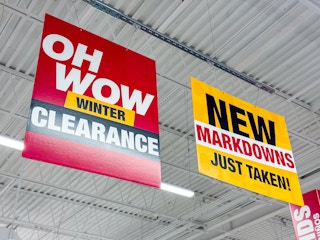 OH
WOW
WINTER
CLEARANCE
NEW
MARKDOWNS
JUST TAKEN!